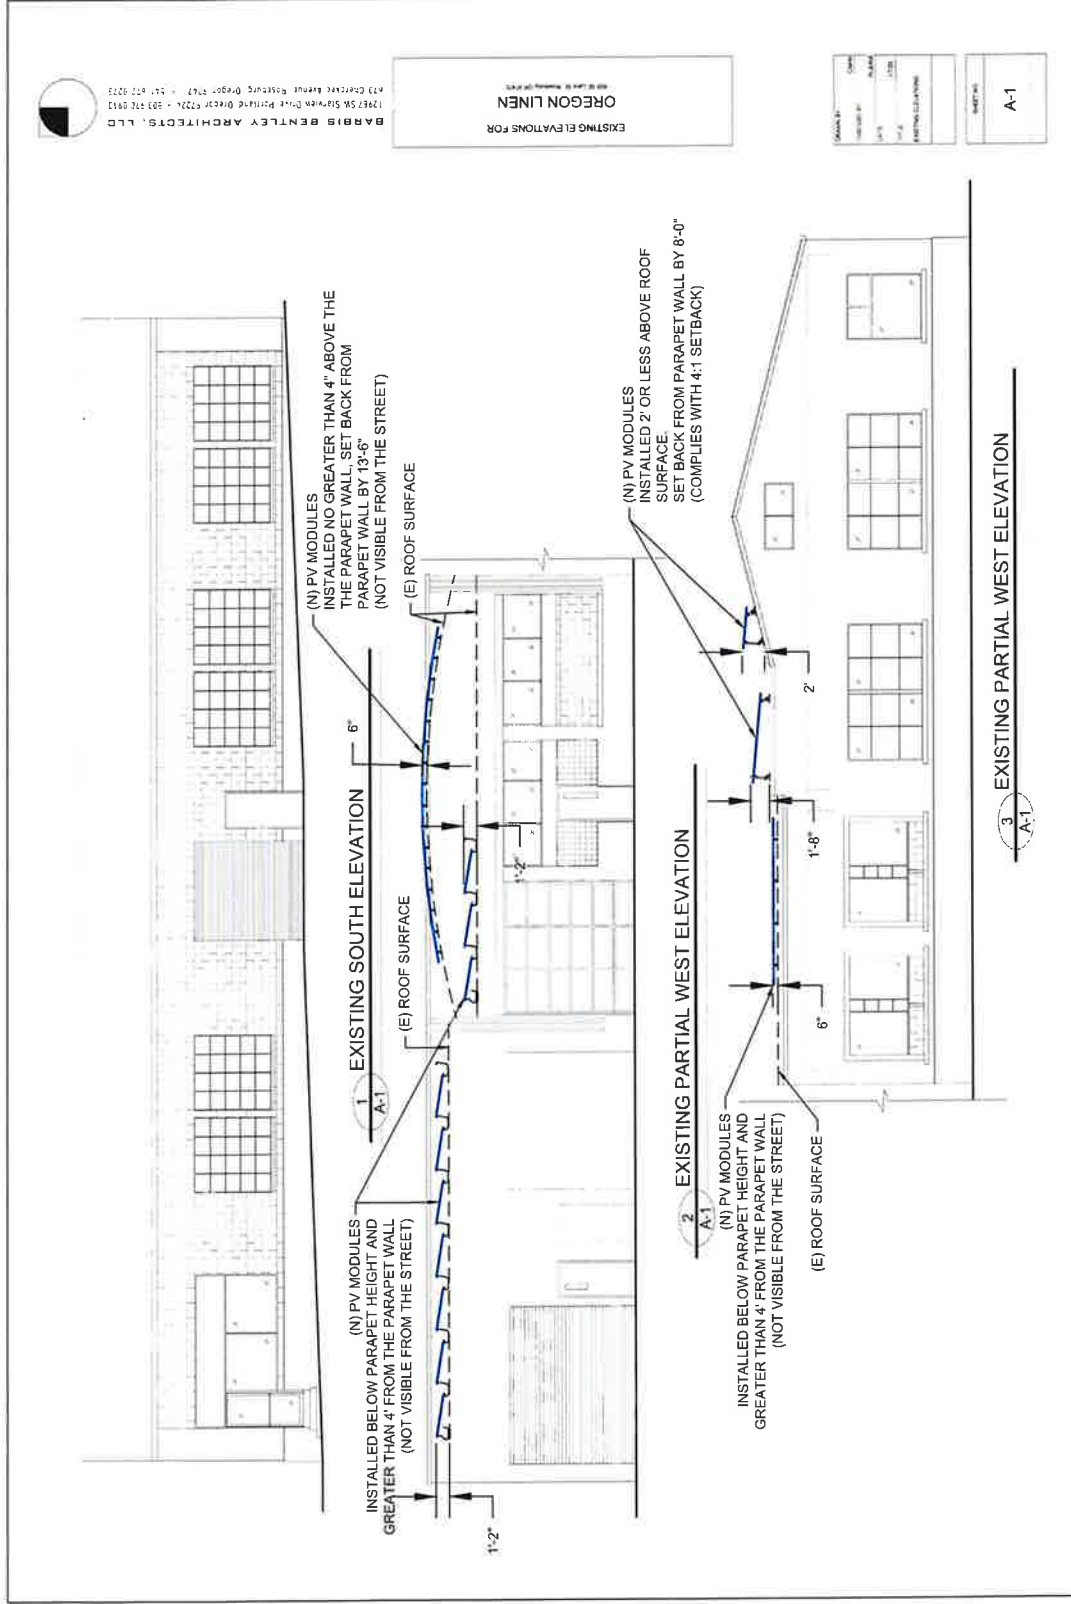 BARBIS BENTLEY ARCHITECTS, LLC
EXISTING ELEVATIONS FOR
OREGON LINEN
EXISTING ELEVATIONS
A-1
(N) PV MODULES
INSTALLED NO GREATER THAN 4" ABOVE THE
THE PARAPET WALL, SET BACK FROM
PARAPET WALL BY 13'-6"
(NOT VISIBLE FROM THE STREET)
1
A-1
EXISTING SOUTH ELEVATION
6"
(E) ROOF SURFACE
(E) ROOF SURFACE
(N) PV MODULES
INSTALLED BELOW PARAPET HEIGHT AND
GREATER THAN 4' FROM THE PARAPET WALL
(NOT VISIBLE FROM THE STREET)
1'-2"
1'-2"
2
A-1
EXISTING PARTIAL WEST ELEVATION
(N) PV MODULES
INSTALLED 2' OR LESS ABOVE ROOF
SURFACE.
SET BACK FROM PARAPET WALL BY 8'-0"
(COMPLIES WITH 4:1 SETBACK)
(N) PV MODULES
INSTALLED BELOW PARAPET HEIGHT AND
GREATER THAN 4' FROM THE PARAPET WALL
(NOT VISIBLE FROM THE STREET)
(E) ROOF SURFACE
6"
1'-8"
2'
3
A-1
EXISTING PARTIAL WEST ELEVATION